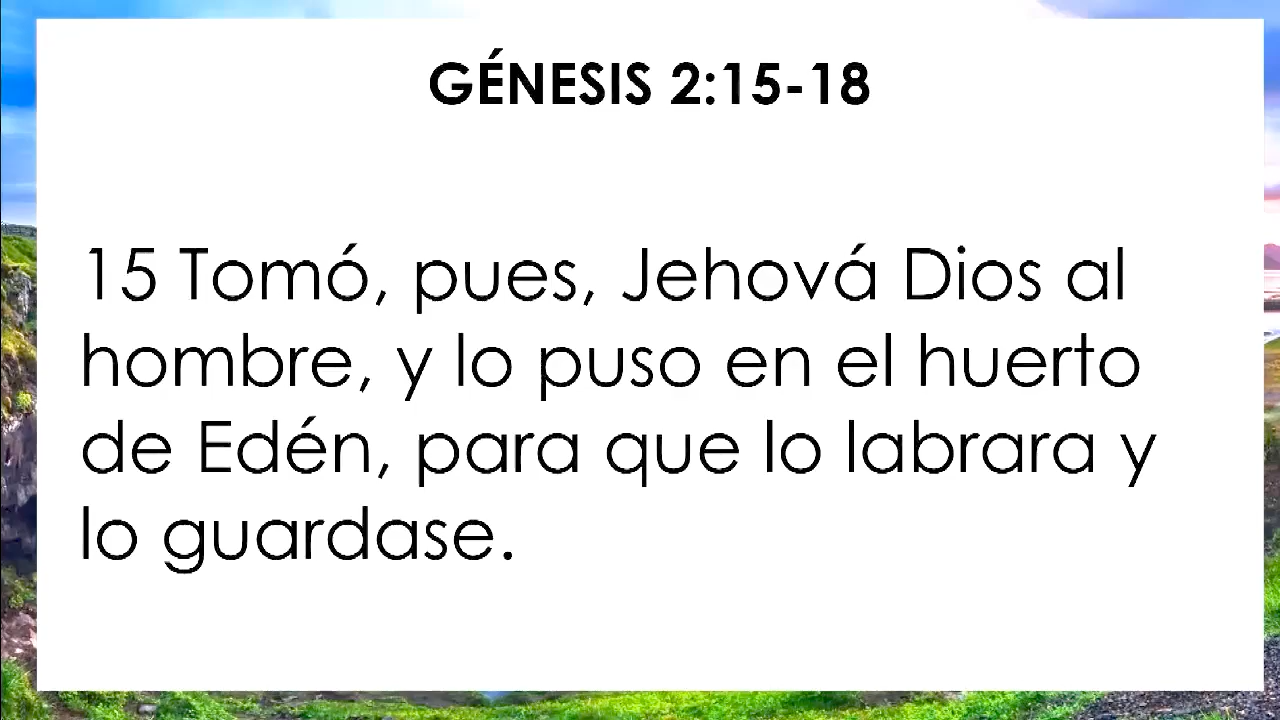 GÉNESIS 2:15-18
15 Tomó, pues, Jehová Dios al
hombre, y lo puso en el huerto
de Edén, para que lo labrara y
lo guardase.